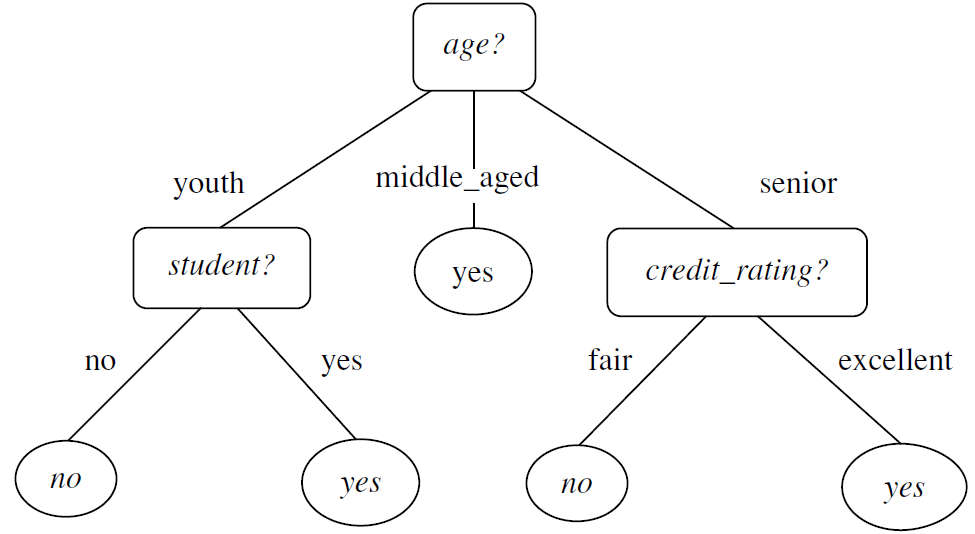 age?
youth
middle_aged
senior
student?
yes
credit_rating?
no
yes
fair
excellent
no
yes
no
yes